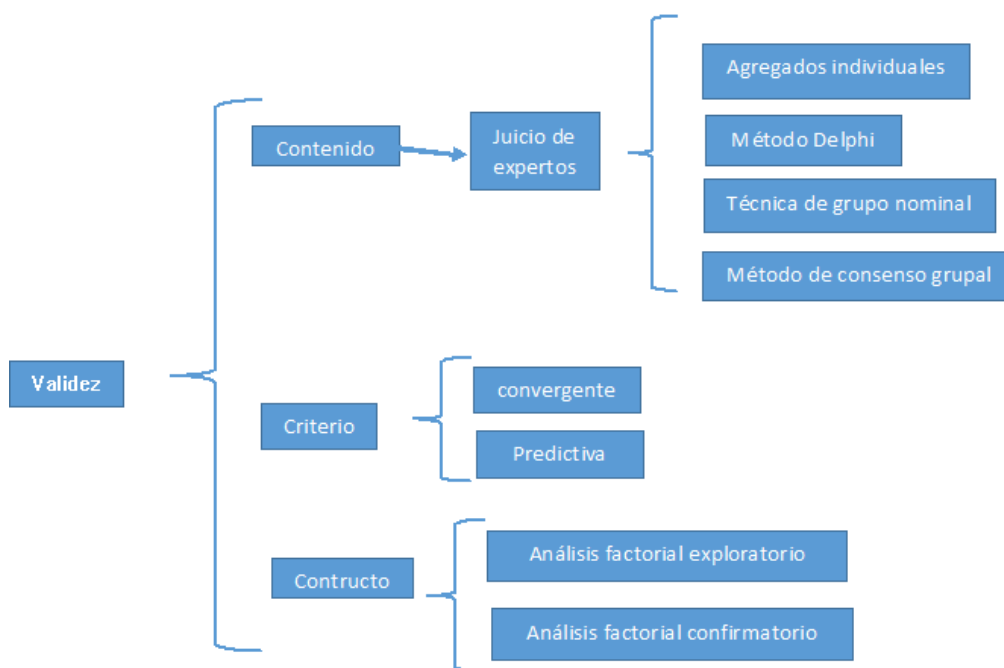 Validez
Contenido
Juicio de
expertos
Agregados individuales
Método Delphi
Técnica de grupo nominal
Método de consenso grupal
Criterio
convergente
Predictiva
Contructo
Análisis factorial exploratorio
Análisis factorial confirmatorio